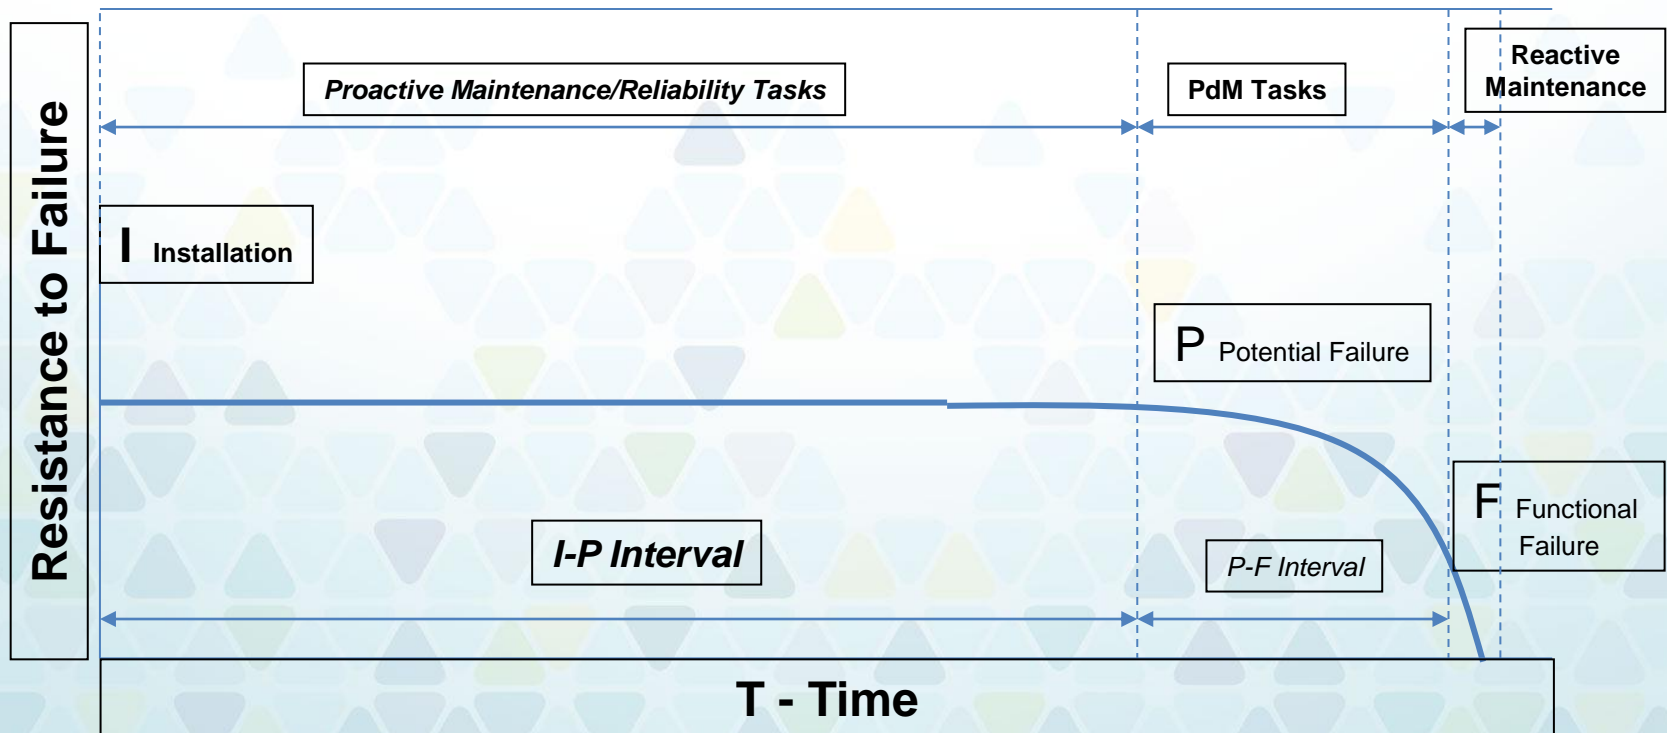 Resistance to Failure
Proactive Maintenance/Reliability Tasks
PdM Tasks
Reactive
Maintenance
I Installation
P Potential Failure
F Functional
Failure
I-P Interval
P-F Interval
T - Time